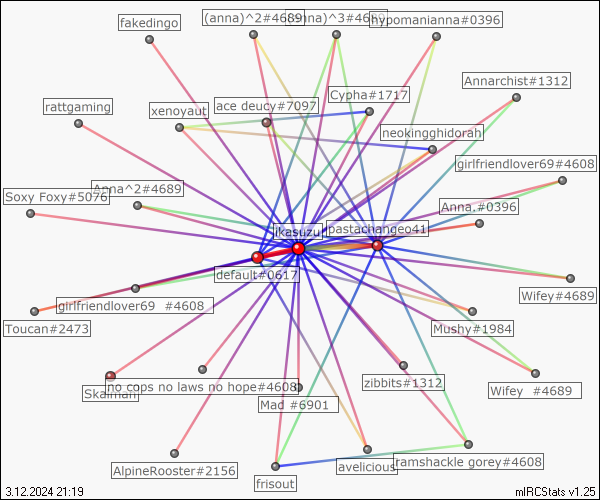 fakedingo
(anna)^2#4689
(anna)^3#4689
hypomanianna#0396
Annarchist#1312
rattgaming
xenoyaut
ace deucy#7097
Cypha#1717
neokingghidorah
girlfriendlover69#4608
Soxy Foxy#5076
Anna^2#4689
Anna.#0396
jkasuzu
pastachangeo41
default#0617
Wifey#4689
girlfriendlover69 #4608
Toucan#2473
Mushy#1984
Skalman
no cops no laws no hope#4608
Mad #6901
zibbits#1312
Wifey #4689
AlpineRooster#2156
frisout
avelicious
ramshackle gorey#4608
3.12.2024 21:19
mIRCStats v1.25